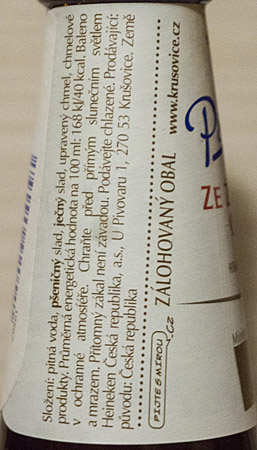 Složení: pitná voda, pšeničný slad, ječný slad, upravený chmel, chmelové
produkty. Průměrná energetická hodnota na 100 ml: 168 kJ/40 kcal. Baleno
v ochranné atmosféře. Chraňte před přímým slunečním světlem
a mrazem. Přítomný zákal není závadou. Podávejte chlazené. Prodávající:
Heineken Česká republika, a.s., U Pivovaru 1, 270 53 Krušovice. Země
původu: Česká republika
ZÁLOHOVANÝ OBAL www.krusovice.cz
PIJTE S MÍROU.CZ
ZE